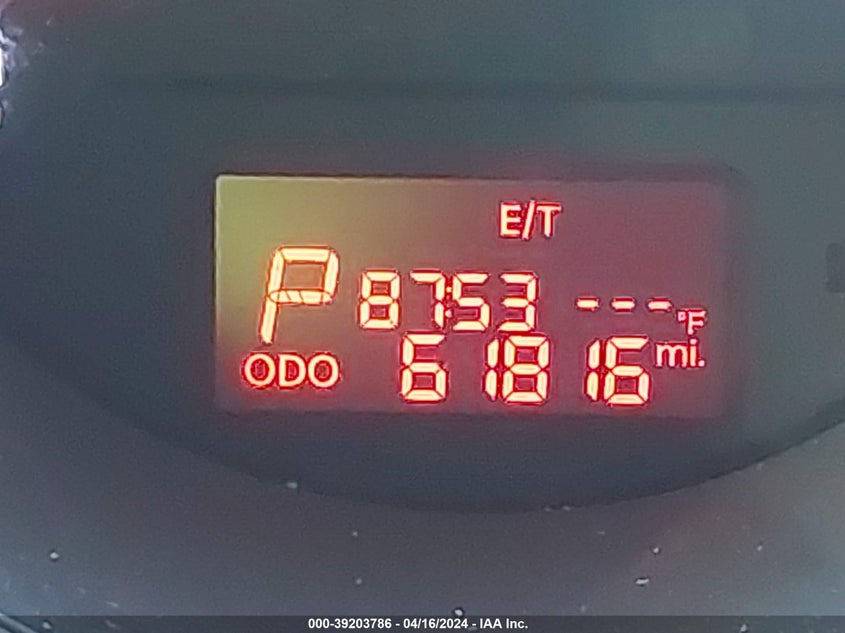 E/T
P 87:53 ---°F
ODO 61816 mi.
000-39203786 - 04/16/2024 - IAA Inc.